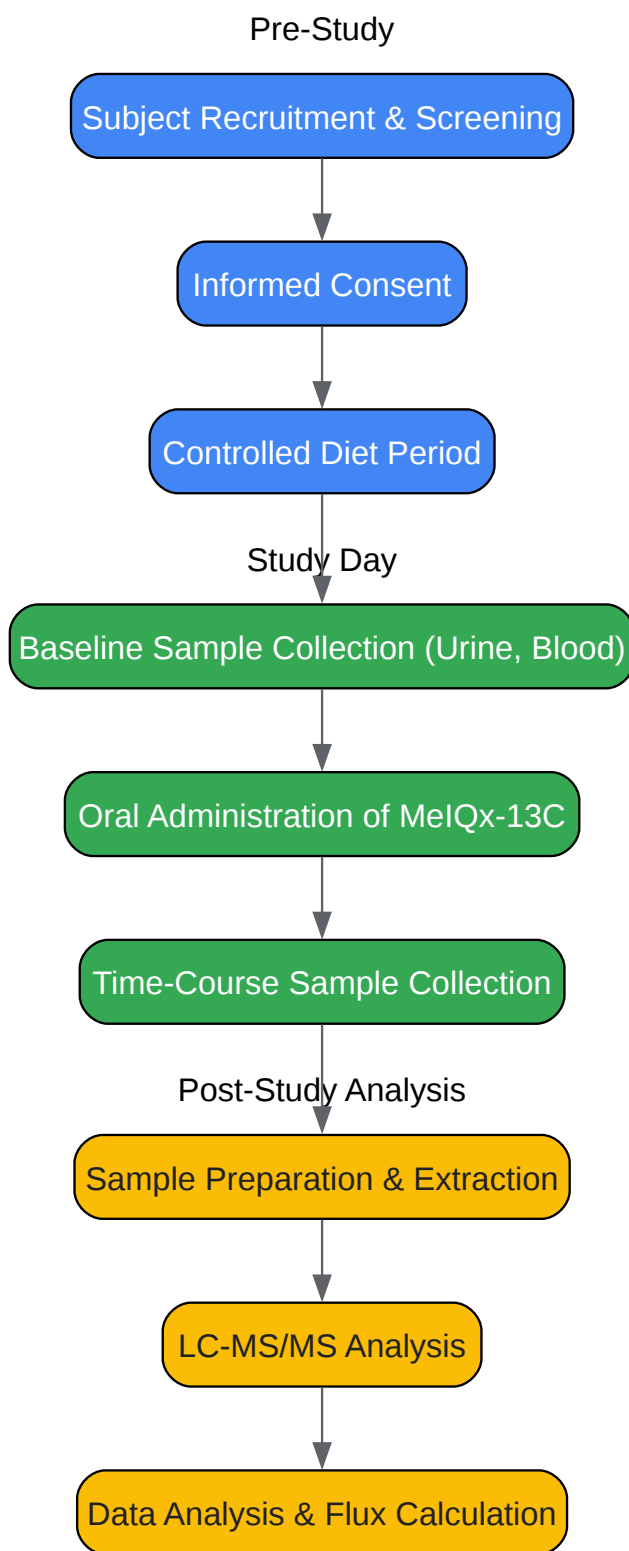 Pre-Study
Subject Recruitment & Screening
Informed Consent
Controlled Diet Period
Study Day
Baseline Sample Collection (Urine, Blood)
Oral Administration of MeIQx-13C
Time-Course Sample Collection
Post-Study Analysis
Sample Preparation & Extraction
LC-MS/MS Analysis
Data Analysis & Flux Calculation